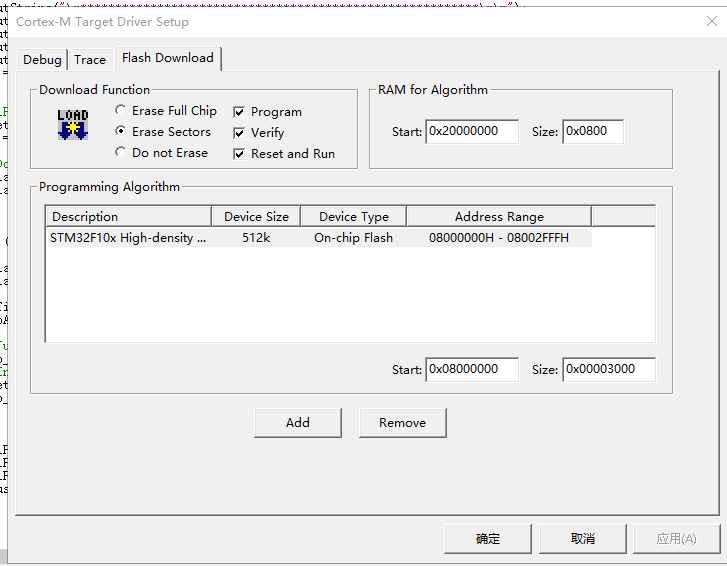 Cortex-M Target Driver Setup
Debug Trace Flash Download
Download Function
LOAD
Erase Full Chip
Program
Erase Sectors
Verify
Do not Erase
Reset and Run
RAM for Algorithm
Start: 0x20000000 Size: 0x0800
Programming Algorithm
Description Device Size Device Type Address Range
STM32F10x High-density ... 512k On-chip Flash 08000000H - 08002FFFH
Start: 0x08000000 Size: 0x00003000
Add Remove
确定 取消 应用(A)